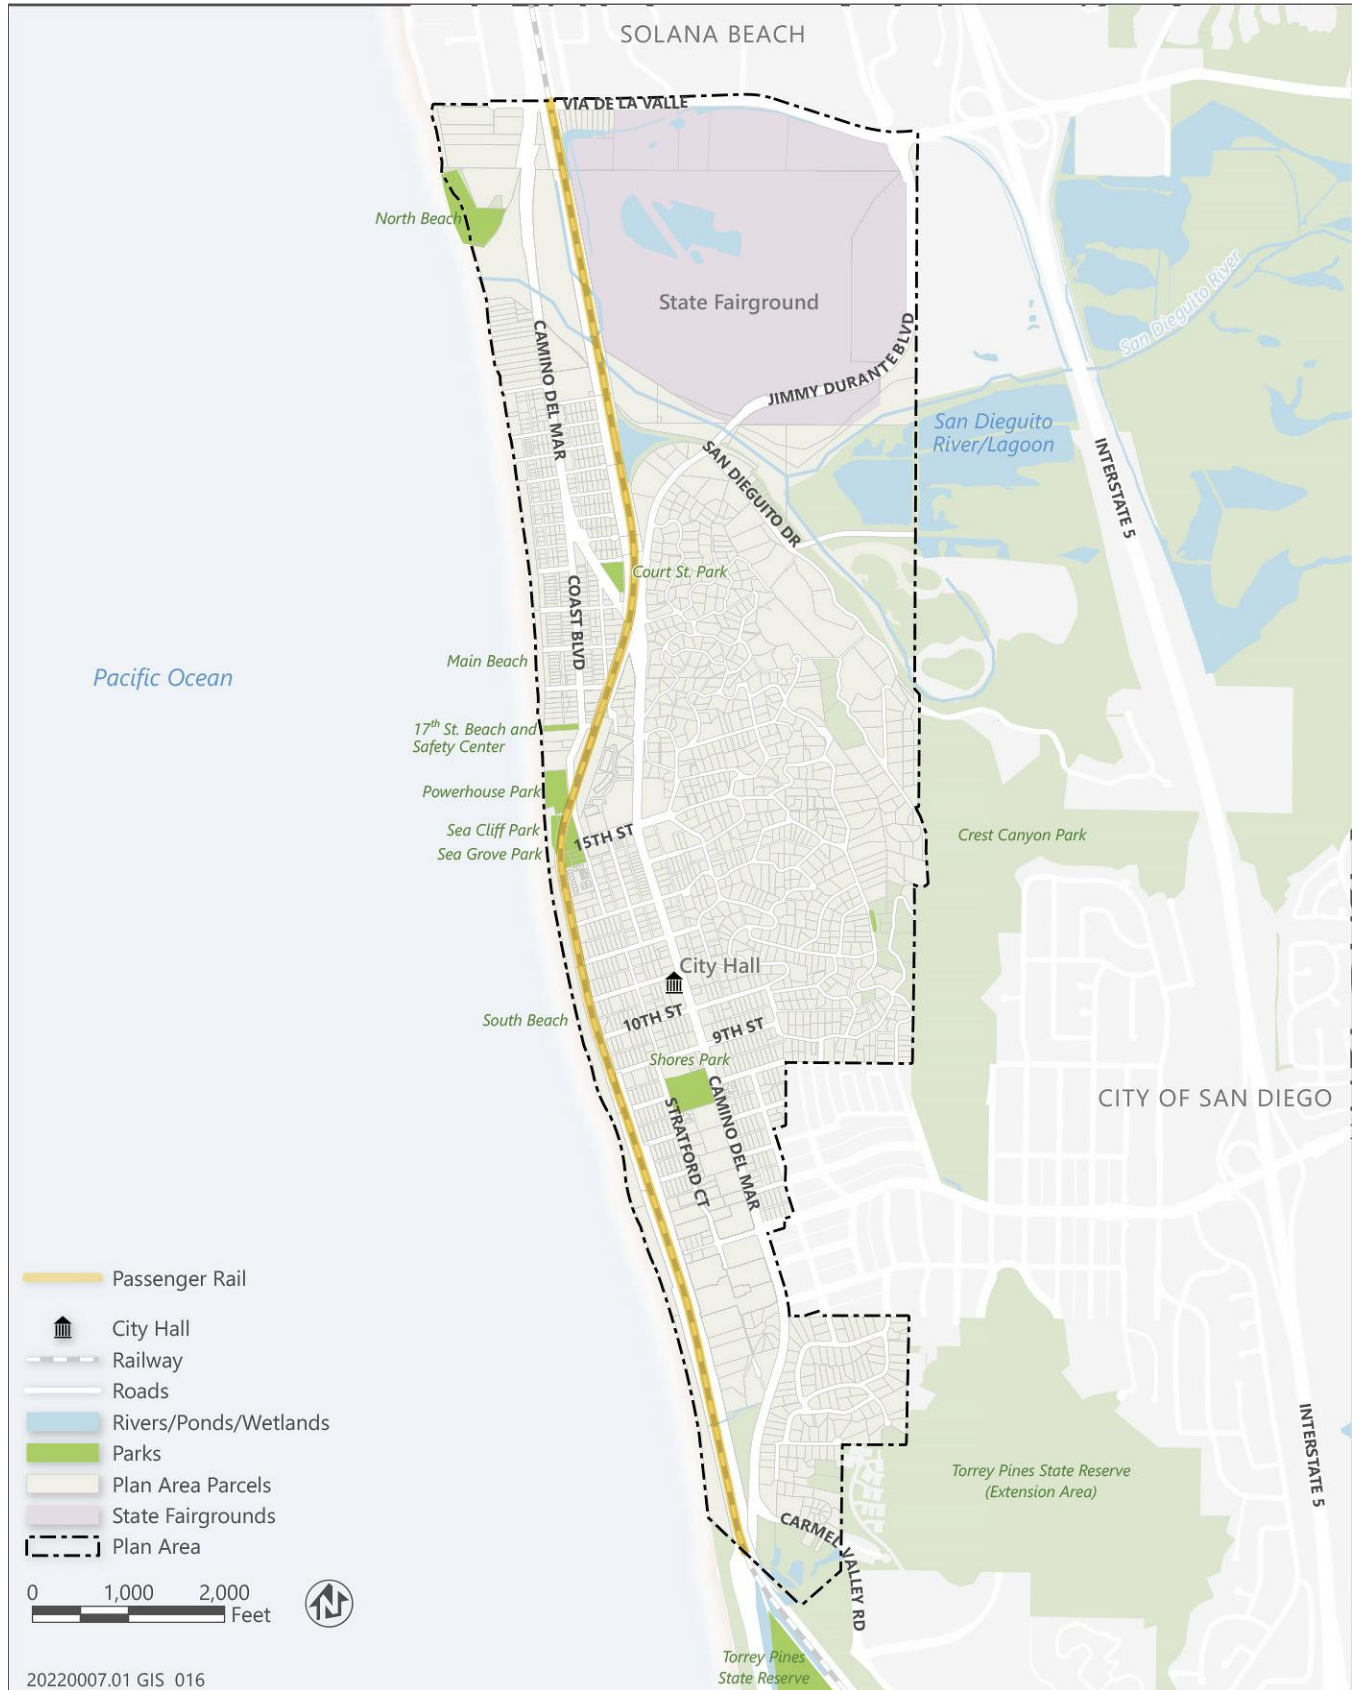 SOLANA BEACH
VIA DE LA VALLE
North Beach
San Dieguito River
State Fairground
CAMINO DEL MAR
JIMMY DURANTE BLVD
San Dieguito
River/Lagoon
SAN DIEGUITO DR
INTERSTATE 5
Court St. Park
COAST BLVD
Main Beach
Pacific Ocean
17th St. Beach and
Safety Center
Powerhouse Park
Sea Cliff Park
15TH ST
Crest Canyon Park
Sea Grove Park
City Hall
South Beach
10TH ST
9TH ST
Shores Park
CITY OF SAN DIEGO
STRATFORD CT
CAMINO DEL MAR
Passenger Rail
City Hall
Railway
Roads
Rivers/Ponds/Wetlands
Parks
Plan Area Parcels
State Fairgrounds
Plan Area
INTERSTATE 5
Torrey Pines State Reserve
(Extension Area)
CARMEL VALLEY RD
0 1,000 2,000
Feet
N
Torrey Pines
State Reserve
20220007.01 GIS 016